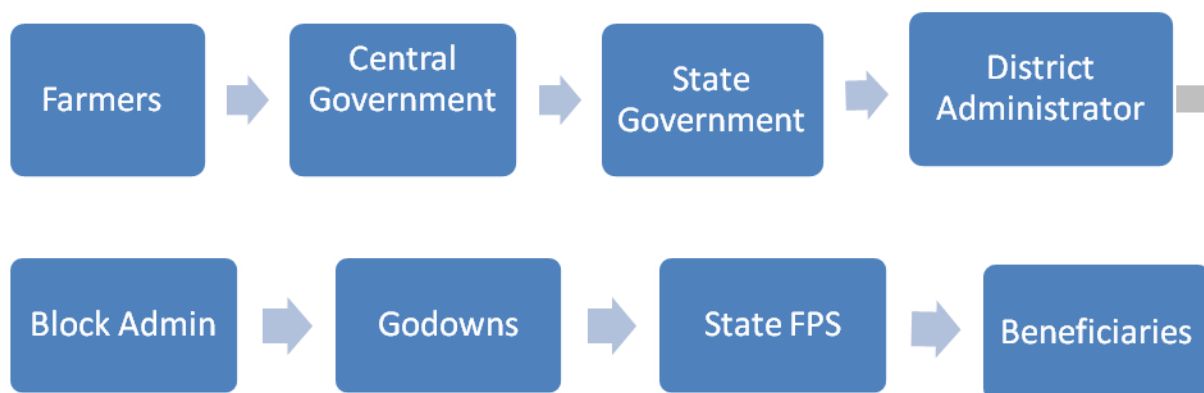 Farmers
Central
Government
State
Government
District
Administrator
Block Admin
Godowns
State FPS
Beneficiaries